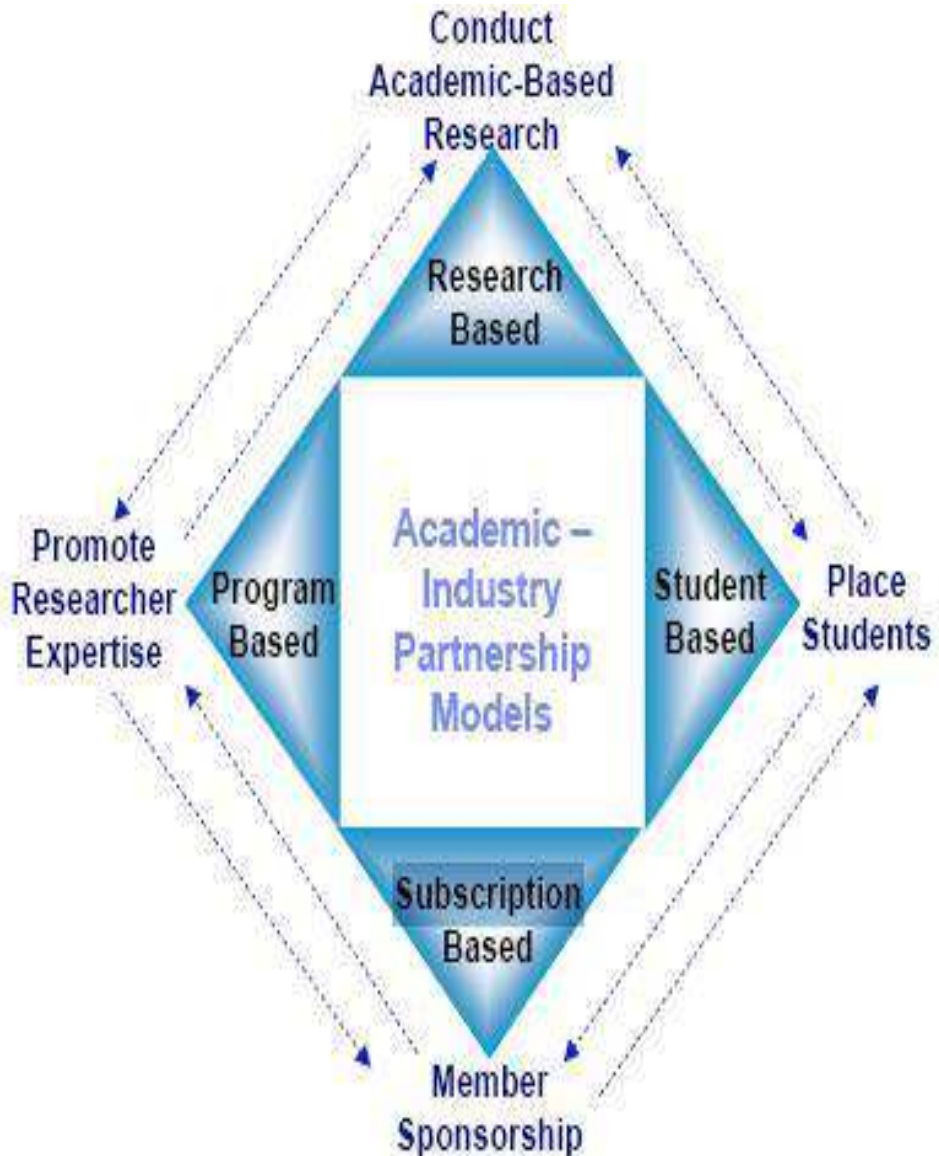 Conduct
Academic-Based
Research
Research
Based
Promote
Researcher
Expertise
Program
Based
Academic –
Industry
Partnership
Models
Student
Based
Place
Students
Subscription
Based
Member
Sponsorship